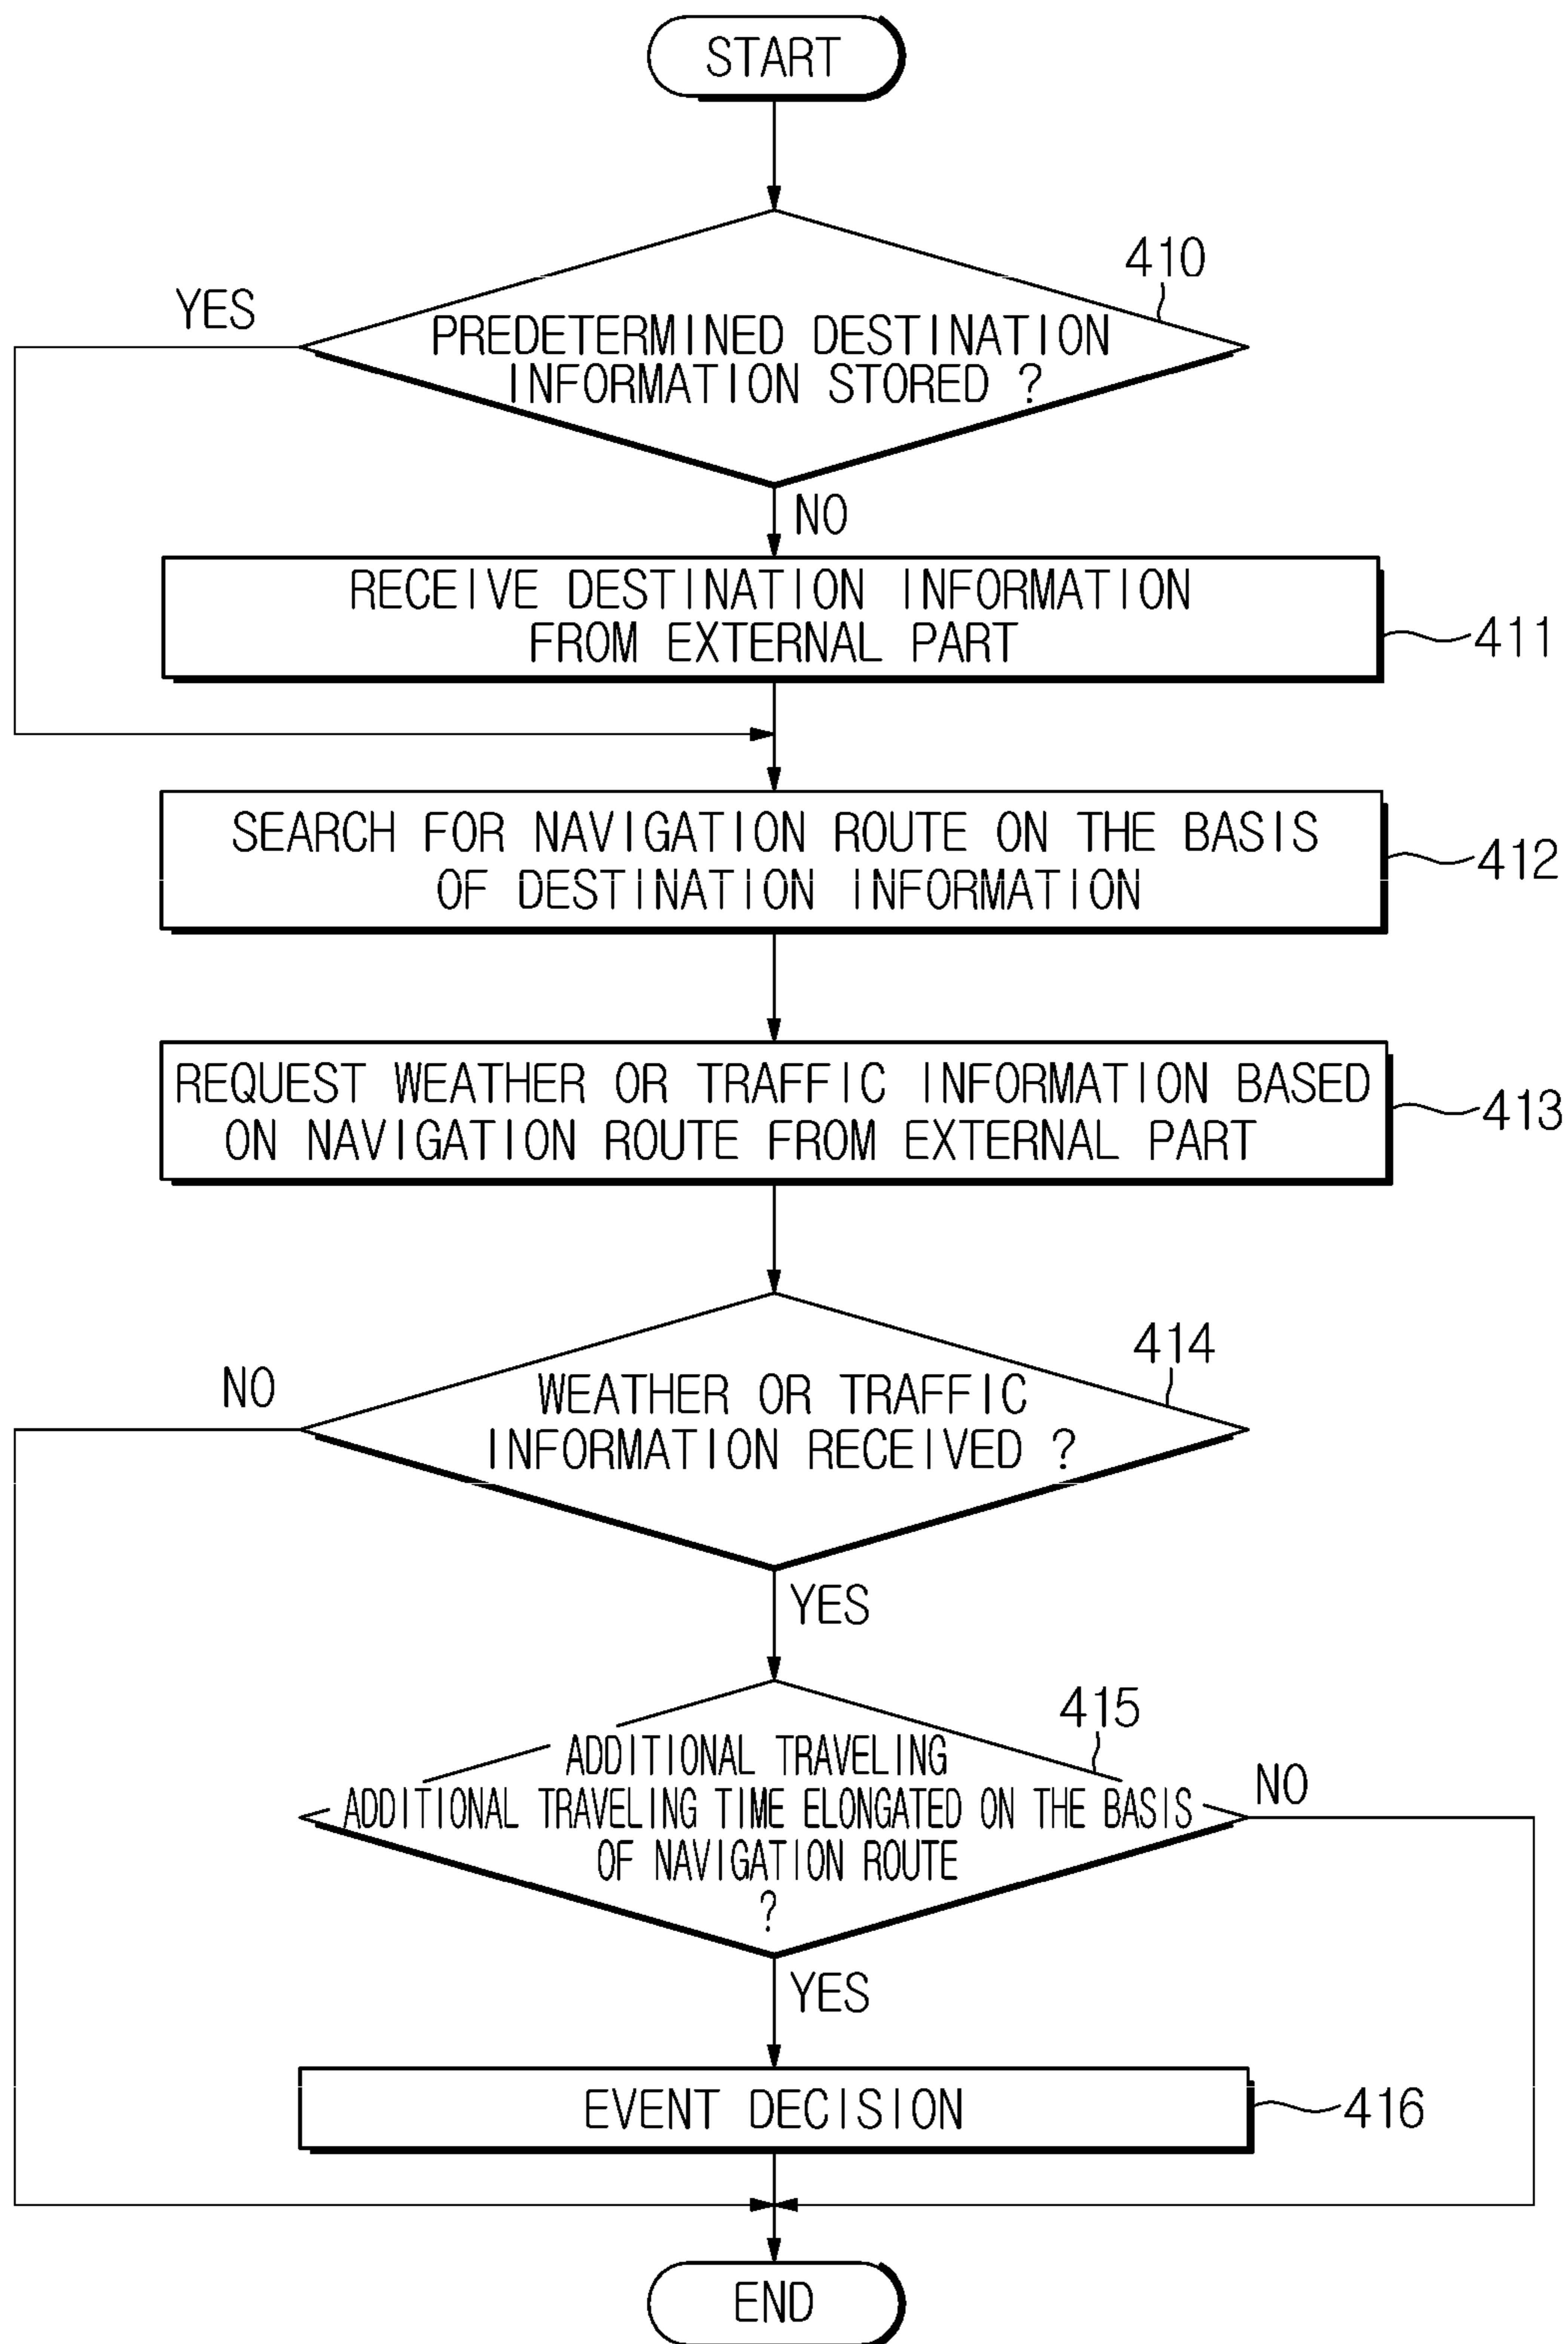 START
410
YES
PREDETERMINED DESTINATION
INFORMATION STORED ?
NO
RECEIVE DESTINATION INFORMATION
FROM EXTERNAL PART
411
SEARCH FOR NAVIGATION ROUTE ON THE BASIS
OF DESTINATION INFORMATION
412
REQUEST WEATHER OR TRAFFIC INFORMATION BASED
ON NAVIGATION ROUTE FROM EXTERNAL PART
413
414
NO
WEATHER OR TRAFFIC
INFORMATION RECEIVED ?
YES
415
ADDITIONAL TRAVELING
NO
ADDITIONAL TRAVELING TIME ELONGATED ON THE BASIS
OF NAVIGATION ROUTE
?
YES
EVENT DECISION
416
END